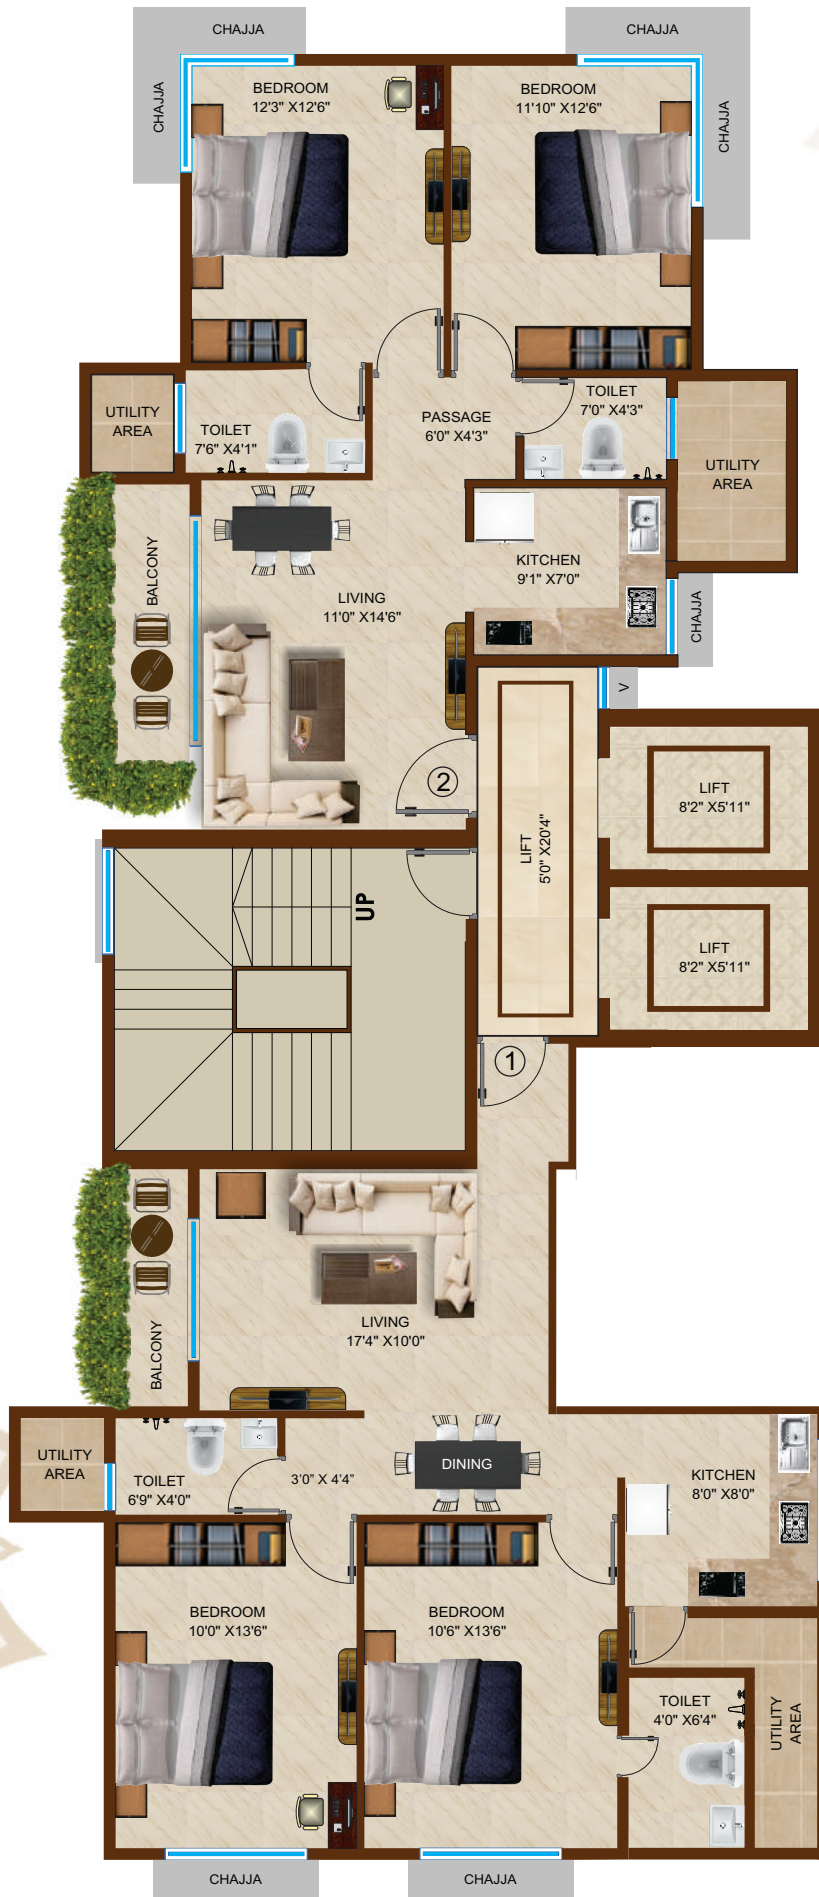 CHAJJA
CHAJJA
CHAJJA
BEDROOM
12'3" X12'6"
BEDROOM
11'10" X12'6"
CHAJJA
UTILITY
AREA
TOILET
7'6" X4'1"
PASSAGE
6'0" X4'3"
TOILET
7'0" X4'3"
UTILITY
AREA
BALCONY
LIVING
11'0" X14'6"
KITCHEN
9'1" X7'0"
CHAJJA
V
2
LIFT
8'2" X5'11"
LIFT
5'0" X20'4"
UP
LIFT
8'2" X5'11"
1
BALCONY
LIVING
17'4" X10'0"
UTILITY
AREA
TOILET
6'9" X4'0"
3'0" X 4'4"
DINING
KITCHEN
8'0" X8'0"
BEDROOM
10'0" X13'6"
BEDROOM
10'6" X13'6"
TOILET
4'0" X6'4"
UTILITY
AREA
CHAJJA
CHAJJA